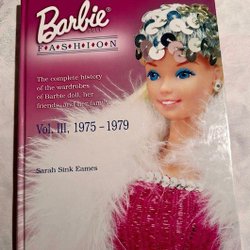 Barbie®
FASHION
The complete history
of the wardrobes
of Barbie doll, her
friends, and her family
Vol. III, 1975-1979
Sarah Sink Eames